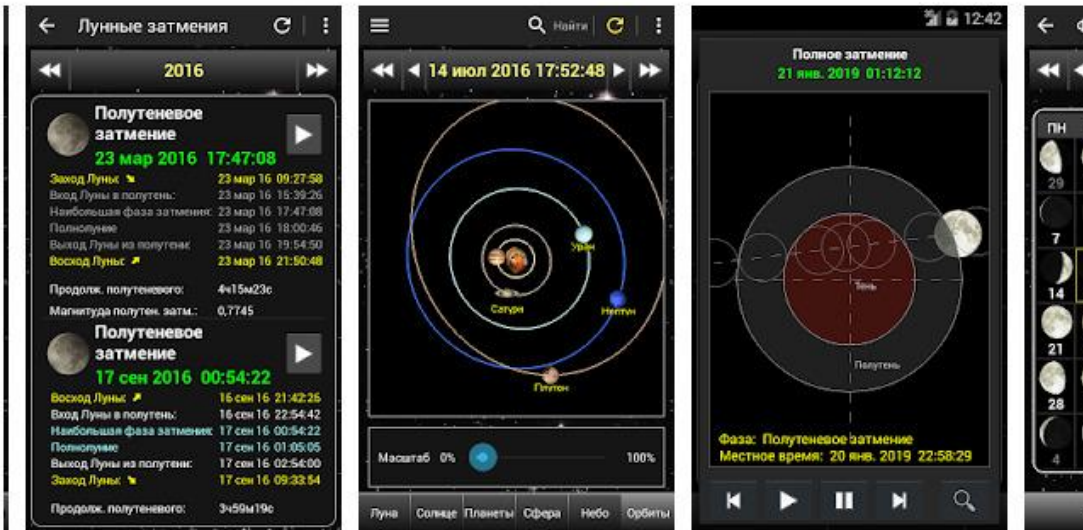 Лунные затмения
2016
Полутеневое
затмение
23 мар 2016 17:47:08
Заход Луны: 23 мар 16 09:27:58
Вход Луны в полутень: 23 мар 16 15:39:26
Наибольшая фаза затмения: 23 мар 16 17:47:08
Полнолуние 23 мар 16 18:00:46
Выход Луны из полутени: 23 мар 16 19:54:50
Восход Луны: 23 мар 16 21:50:48
Продолж. полутеневого: 4ч15м23с
Магнитуда полутен. затм.: 0,7745
Полутеневое
затмение
17 сен 2016 00:54:22
Восход Луны: 16 сен 16 21:42:26
Вход Луны в полутень: 16 сен 16 22:54:42
Наибольшая фаза затмения: 17 сен 16 00:54:22
Полнолуние 17 сен 16 01:05:05
Выход Луны из полутени: 17 сен 16 02:54:00
Заход Луны: 17 сен 16 09:33:54
Продолж. полутеневого: 3ч59м19с
Найти
14 июл 2016 17:52:48
Уран
Сатурн
Нептун
Плутон
Масштаб 0% 100%
Луна Солнце Планеты Сфера Небо Орбиты
12:42
Полное затмение
21 янв. 2019 01:12:12
Тень
Полутень
Фаза: Полутеневое затмение
Местное время: 20 янв. 2019 22:58:29
ПН
29
7
14
21
28
4